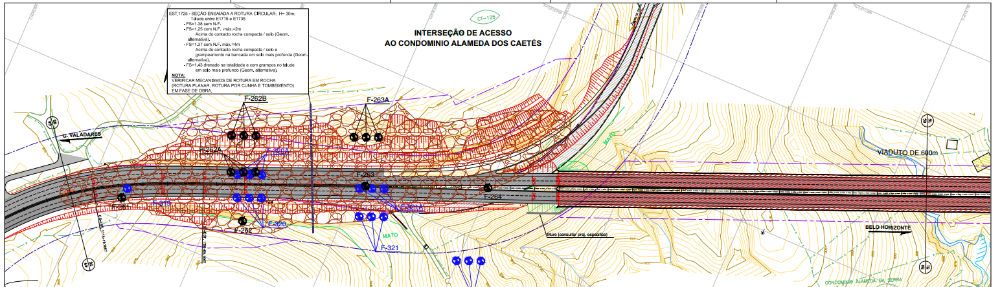 EST.1725 - SEÇÃO ENSAIADA A ROTURA CIRCULAR: H= 30m;
Talude entre E1715 e E1735
- FS=1.38 sem N.F.
- FS=1.25 com N.F. máx.=2m
Acima do contacto rocha compacta / solo (Geom.
alternativa).
- FS=1.37 com N.F. máx.=4m
Acima do contacto rocha compacta / solo e
grampeamento na bancada em solo mais profunda (Geom.
alternativa).
- FS=1.43 drenado na totalidade e com grampos no talude
em solo mais profundo (Geom. alternativa).
NOTA:
VERIFICAR MECANISMOS DE ROTURA EM ROCHA
(ROTURA PLANAR, ROTURA POR CUNHA E TOMBEMENTO)
EM FASE DE OBRA.
CT-125
INTERSEÇÃO DE ACESSO
AO CONDOMINIO ALAMEDA DOS CAETÉS
F-262B
F-263A
G. VALADARES
F-262A
F-320A
F-263
F-264
F-261
F-319
F-321A
F-320
F-262
F-321
MATO
MATO
Muro (consultar proj. especifico)
VIADUTO DE 600m
BELO HORIZONTE
CONDOMINIO ALAMEDA DA SERRA